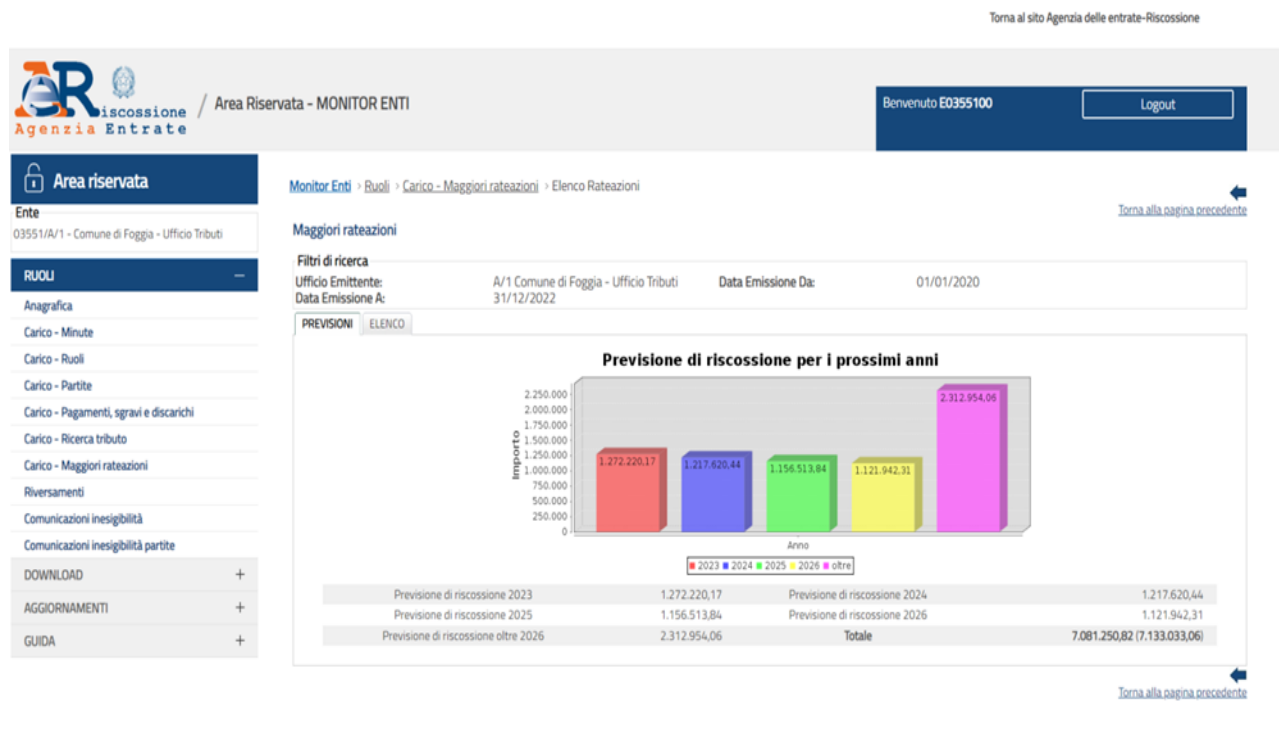 Torna al sito Agenzia delle entrate-Riscossione
AR iscossione
Agenzia Entrate
/ Area Riservata - MONITOR ENTI
Benvenuto E0355100
Logout
Area riservata
Ente
03551/A/1 - Comune di Foggia - Ufficio Tributi
RUOLI −
Anagrafica
Carico - Minute
Carico - Ruoli
Carico - Partite
Carico - Pagamenti, sgravi e discarichi
Carico - Ricerca tributo
Carico - Maggiori rateazioni
Riversamenti
Comunicazioni inesigibilità
Comunicazioni inesigibilità partite
DOWNLOAD +
AGGIORNAMENTI +
GUIDA +
Monitor Enti > Ruoli > Carico - Maggiori rateazioni > Elenco Rateazioni
Torna alla pagina precedente
Maggiori rateazioni
Filtri di ricerca
Ufficio Emittente: A/1 Comune di Foggia - Ufficio Tributi Data Emissione Da: 01/01/2020
Data Emissione A: 31/12/2022
PREVISIONI ELENCO
Previsione di riscossione per i prossimi anni
Importo
2.250.000
2.000.000
1.750.000
1.500.000
1.250.000
1.000.000
750.000
500.000
250.000
0
1.272.220,17
1.217.620,44
1.156.513,84
1.121.942,31
2.312.954,06
Anno
2023 2024 2025 2026 oltre
Previsione di riscossione 2023 1.272.220,17 Previsione di riscossione 2024 1.217.620,44
Previsione di riscossione 2025 1.156.513,84 Previsione di riscossione 2026 1.121.942,31
Previsione di riscossione oltre 2026 2.312.954,06 Totale 7.081.250,82 (7.133.033,06)
Torna alla pagina precedente